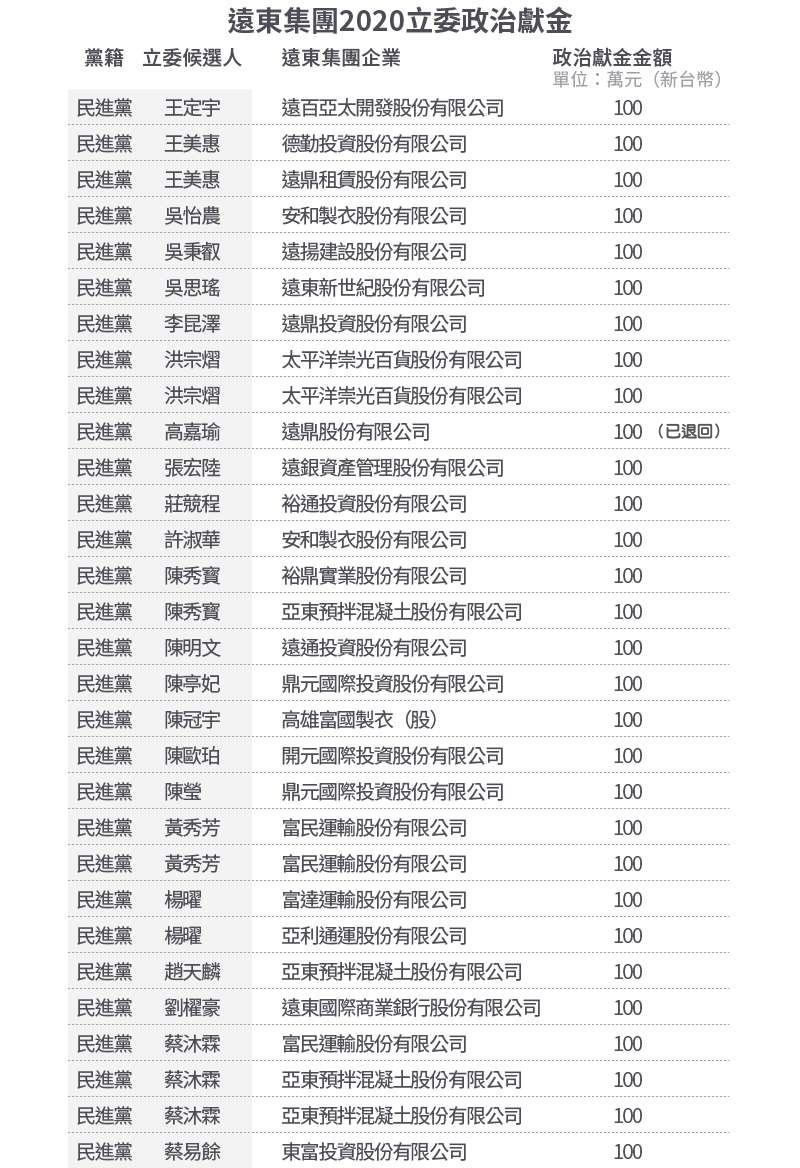 遠東集團2020立委政治獻金
黨籍 立委候選人 遠東集團企業 政治獻金金額
單位：萬元（新台幣）
民進黨 王定宇 遠百亞太開發股份有限公司 100
民進黨 王美惠 德勤投資股份有限公司 100
民進黨 王美惠 遠鼎租賃股份有限公司 100
民進黨 吳怡農 安和製衣股份有限公司 100
民進黨 吳秉叡 遠揚建設股份有限公司 100
民進黨 吳思瑤 遠東新世紀股份有限公司 100
民進黨 李昆澤 遠鼎投資股份有限公司 100
民進黨 洪宗熠 太平洋崇光百貨股份有限公司 100
民進黨 洪宗熠 太平洋崇光百貨股份有限公司 100
民進黨 高嘉瑜 遠鼎股份有限公司 100（已退回）
民進黨 張宏陸 遠銀資產管理股份有限公司 100
民進黨 莊競程 裕通投資股份有限公司 100
民進黨 許淑華 安和製衣股份有限公司 100
民進黨 陳秀寳 裕鼎實業股份有限公司 100
民進黨 陳秀寳 亞東預拌混凝土股份有限公司 100
民進黨 陳明文 遠通投資股份有限公司 100
民進黨 陳亭妃 鼎元國際投資股份有限公司 100
民進黨 陳冠宇 高雄富國製衣（股） 100
民進黨 陳歐珀 開元國際投資股份有限公司 100
民進黨 陳瑩 鼎元國際投資股份有限公司 100
民進黨 黃秀芳 富民運輸股份有限公司 100
民進黨 黃秀芳 富民運輸股份有限公司 100
民進黨 楊曜 富達運輸股份有限公司 100
民進黨 楊曜 亞利通運股份有限公司 100
民進黨 趙天麟 亞東預拌混凝土股份有限公司 100
民進黨 劉櫂豪 遠東國際商業銀行股份有限公司 100
民進黨 蔡沐霖 富民運輸股份有限公司 100
民進黨 蔡沐霖 亞東預拌混凝土股份有限公司 100
民進黨 蔡沐霖 亞東預拌混凝土股份有限公司 100
民進黨 蔡易餘 東富投資股份有限公司 100